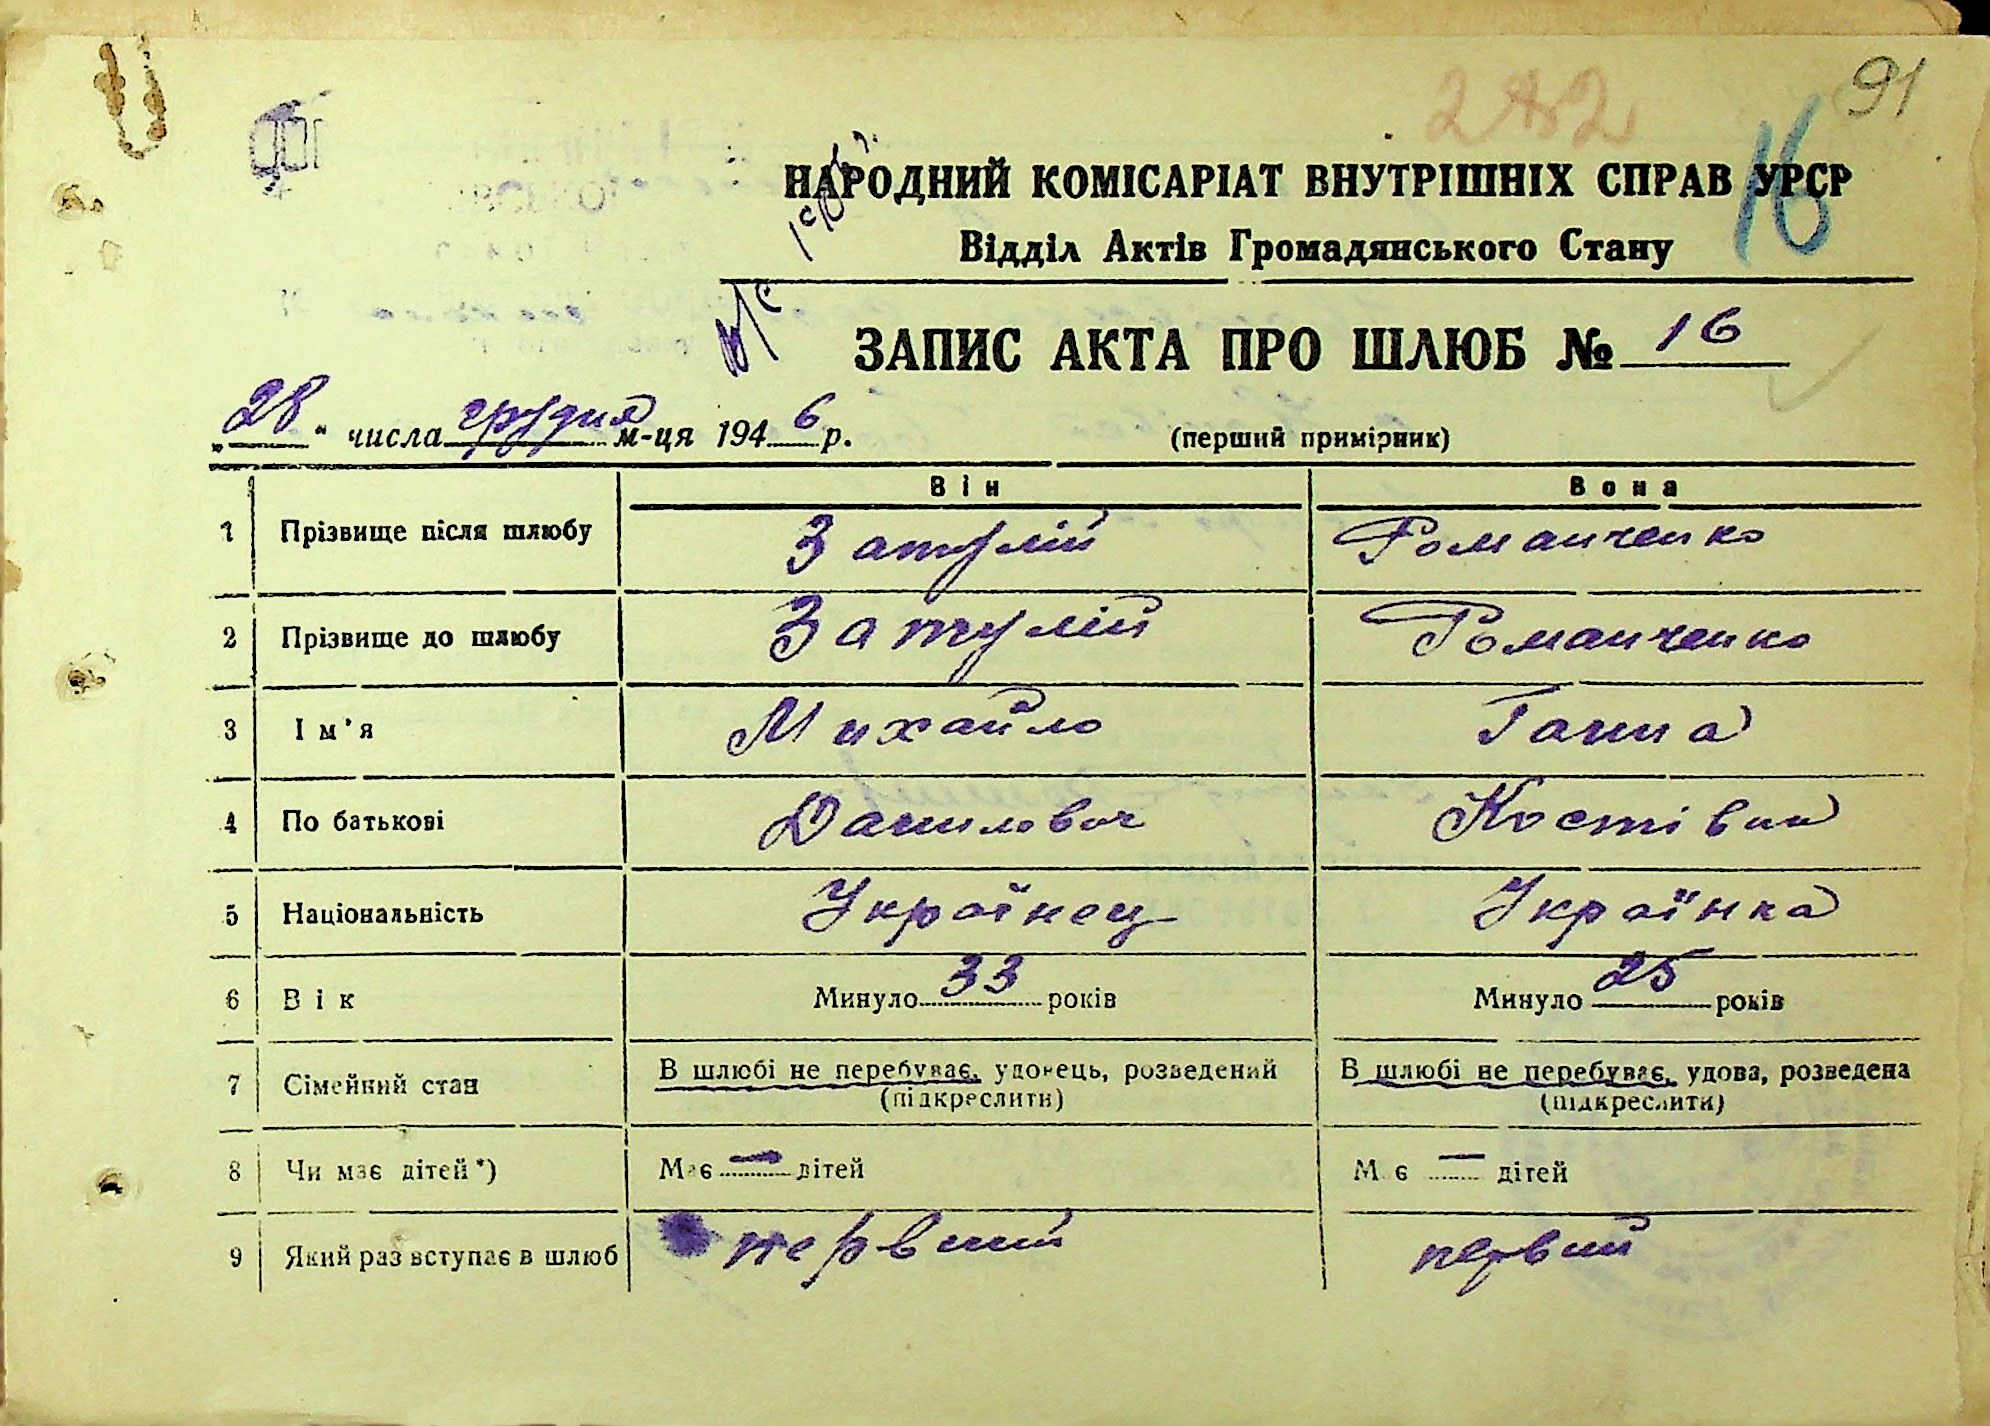 91
242
16
НАРОДНИЙ КОМІСАРІАТ ВНУТРІШНІХ СПРАВ УРСР
Відділ Актів Громадянського Стану
ЗАПИС АКТА ПРО ШЛЮБ № 16
„28“ числа грудня м-ця 1946 р. (перший примірник)
Він Вона
1 Прізвище після шлюбу Затулій Романченко
2 Прізвище до шлюбу Затулій Романченко
3 Ім'я Михайло Ганна
4 По батькові Данилович Костівна
5 Національність Українец Українка
6 Вік Минуло 33 років Минуло 25 років
7 Сімейний стан В шлюбі не перебуває, удовець, розведений В шлюбі не перебуває, удова, розведена
(підкреслити) (підкреслити)
8 Чи має дітей*) Має — дітей Має — дітей
9 Який раз вступає в шлюб первий первий